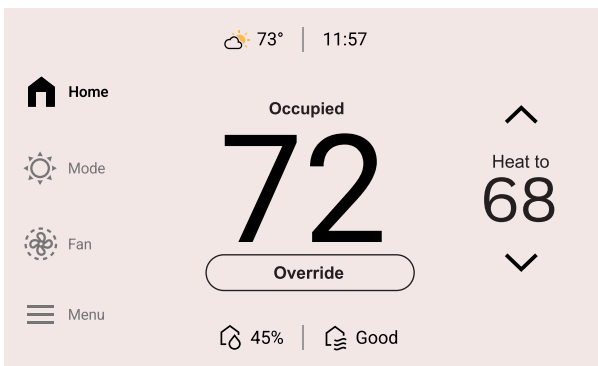 73° 11:57
Home
Occupied
72
Heat to
68
Mode
Fan
Override
Menu
45% Good